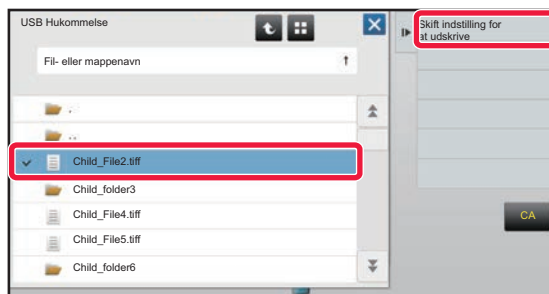 USB Hukommelse
Fil- eller mappenavn
.
..
Child_File2.tiff
Child_folder3
Child_File4.tiff
Child_File5.tiff
Child_folder6
Skift indstilling for
at udskrive
CA